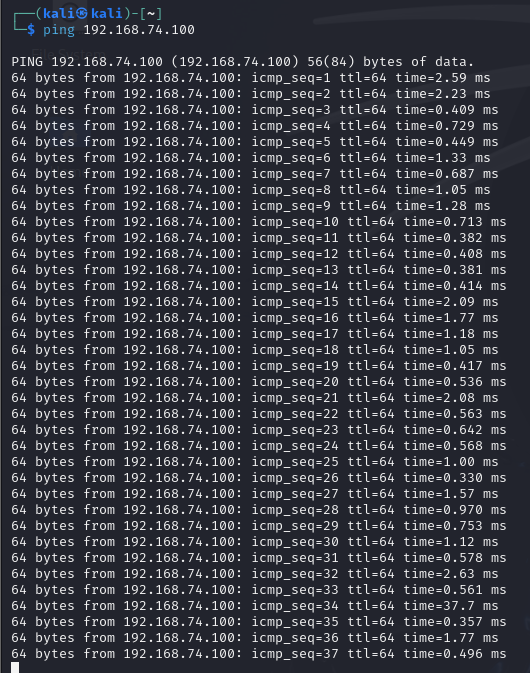 (kali㉿kali)-[~]
$ ping 192.168.74.100
PING 192.168.74.100 (192.168.74.100) 56(84) bytes of data.
64 bytes from 192.168.74.100: icmp_seq=1 ttl=64 time=2.59 ms
64 bytes from 192.168.74.100: icmp_seq=2 ttl=64 time=2.23 ms
64 bytes from 192.168.74.100: icmp_seq=3 ttl=64 time=0.409 ms
64 bytes from 192.168.74.100: icmp_seq=4 ttl=64 time=0.729 ms
64 bytes from 192.168.74.100: icmp_seq=5 ttl=64 time=0.449 ms
64 bytes from 192.168.74.100: icmp_seq=6 ttl=64 time=1.33 ms
64 bytes from 192.168.74.100: icmp_seq=7 ttl=64 time=0.687 ms
64 bytes from 192.168.74.100: icmp_seq=8 ttl=64 time=1.05 ms
64 bytes from 192.168.74.100: icmp_seq=9 ttl=64 time=1.28 ms
64 bytes from 192.168.74.100: icmp_seq=10 ttl=64 time=0.713 ms
64 bytes from 192.168.74.100: icmp_seq=11 ttl=64 time=0.382 ms
64 bytes from 192.168.74.100: icmp_seq=12 ttl=64 time=0.408 ms
64 bytes from 192.168.74.100: icmp_seq=13 ttl=64 time=0.381 ms
64 bytes from 192.168.74.100: icmp_seq=14 ttl=64 time=0.414 ms
64 bytes from 192.168.74.100: icmp_seq=15 ttl=64 time=2.09 ms
64 bytes from 192.168.74.100: icmp_seq=16 ttl=64 time=1.77 ms
64 bytes from 192.168.74.100: icmp_seq=17 ttl=64 time=1.18 ms
64 bytes from 192.168.74.100: icmp_seq=18 ttl=64 time=1.05 ms
64 bytes from 192.168.74.100: icmp_seq=19 ttl=64 time=0.417 ms
64 bytes from 192.168.74.100: icmp_seq=20 ttl=64 time=0.536 ms
64 bytes from 192.168.74.100: icmp_seq=21 ttl=64 time=2.08 ms
64 bytes from 192.168.74.100: icmp_seq=22 ttl=64 time=0.563 ms
64 bytes from 192.168.74.100: icmp_seq=23 ttl=64 time=0.642 ms
64 bytes from 192.168.74.100: icmp_seq=24 ttl=64 time=0.568 ms
64 bytes from 192.168.74.100: icmp_seq=25 ttl=64 time=1.00 ms
64 bytes from 192.168.74.100: icmp_seq=26 ttl=64 time=0.330 ms
64 bytes from 192.168.74.100: icmp_seq=27 ttl=64 time=1.57 ms
64 bytes from 192.168.74.100: icmp_seq=28 ttl=64 time=0.970 ms
64 bytes from 192.168.74.100: icmp_seq=29 ttl=64 time=0.753 ms
64 bytes from 192.168.74.100: icmp_seq=30 ttl=64 time=1.12 ms
64 bytes from 192.168.74.100: icmp_seq=31 ttl=64 time=0.578 ms
64 bytes from 192.168.74.100: icmp_seq=32 ttl=64 time=2.63 ms
64 bytes from 192.168.74.100: icmp_seq=33 ttl=64 time=0.561 ms
64 bytes from 192.168.74.100: icmp_seq=34 ttl=64 time=37.7 ms
64 bytes from 192.168.74.100: icmp_seq=35 ttl=64 time=0.357 ms
64 bytes from 192.168.74.100: icmp_seq=36 ttl=64 time=1.77 ms
64 bytes from 192.168.74.100: icmp_seq=37 ttl=64 time=0.496 ms